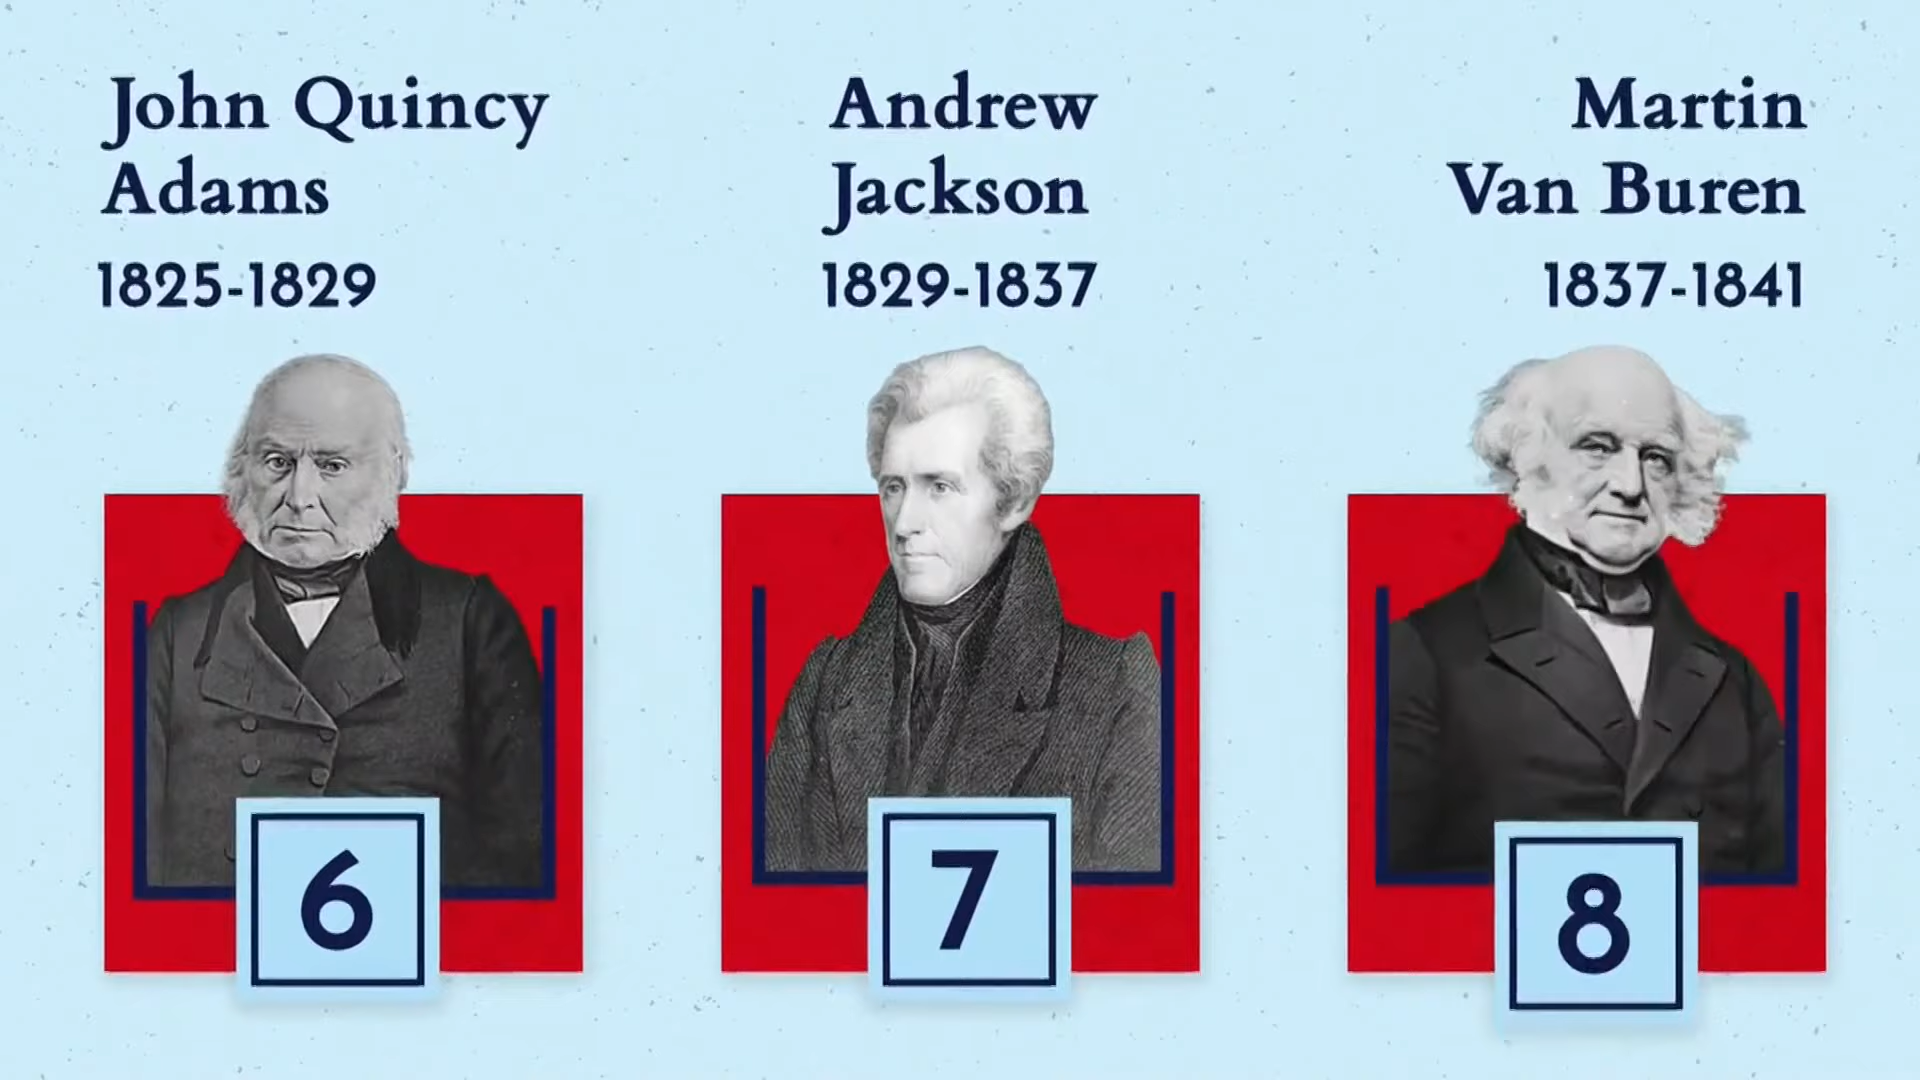 John Quincy
Adams
1825-1829
Andrew
Jackson
1829-1837
Martin
Van Buren
1837-1841
6
7
8